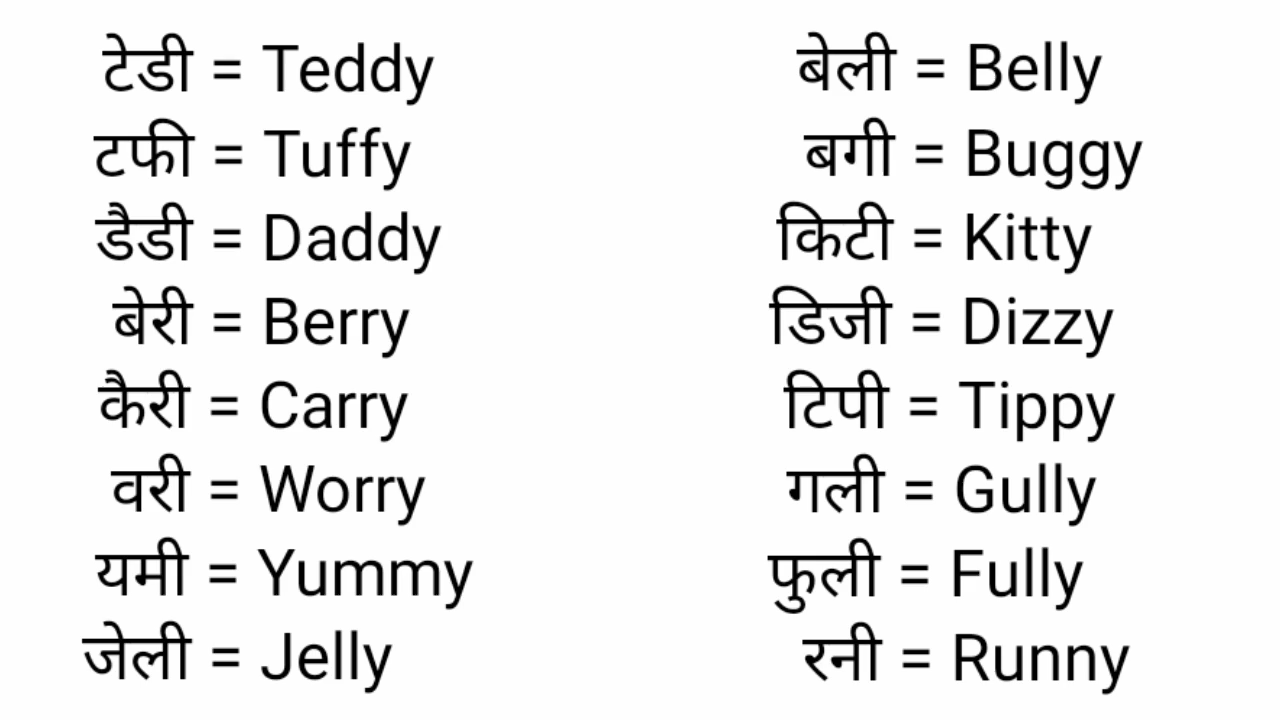 टेडी = Teddy
टफी = Tuffy
डैडी = Daddy
बेरी = Berry
कैरी = Carry
वरी = Worry
यमी = Yummy
जेली = Jelly
बेली = Belly
बगी = Buggy
किटी = Kitty
डिजी = Dizzy
टिपी = Tippy
गली = Gully
फुली = Fully
रनी = Runny